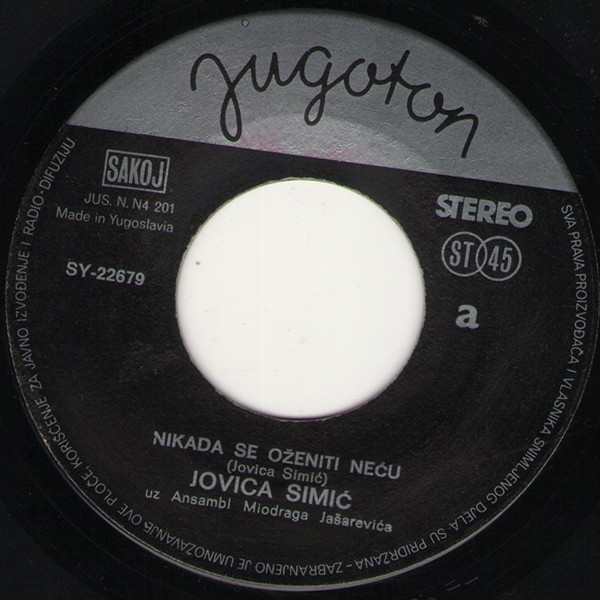 jugoton
SAKOJ
JUS. N. N4 201
Made in Yugoslavia
SY-22679
STEREO
ST 45
a
NIKADA SE OŽENITI NEĆU
(Jovica Simić)
JOVICA SIMIĆ
uz Ansambl Miodraga Jašarevića
SVA PRAVA PROIZVOĐAČA I VLASNIKA SNIMLJENOG DJELA SU PRIDRŽANA - ZABRANJENO JE UMNOŽAVANJE OVE PLOČE, KORIŠĆENJE ZA JAVNO IZVOĐENJE I RADIO-DIFUZIJU